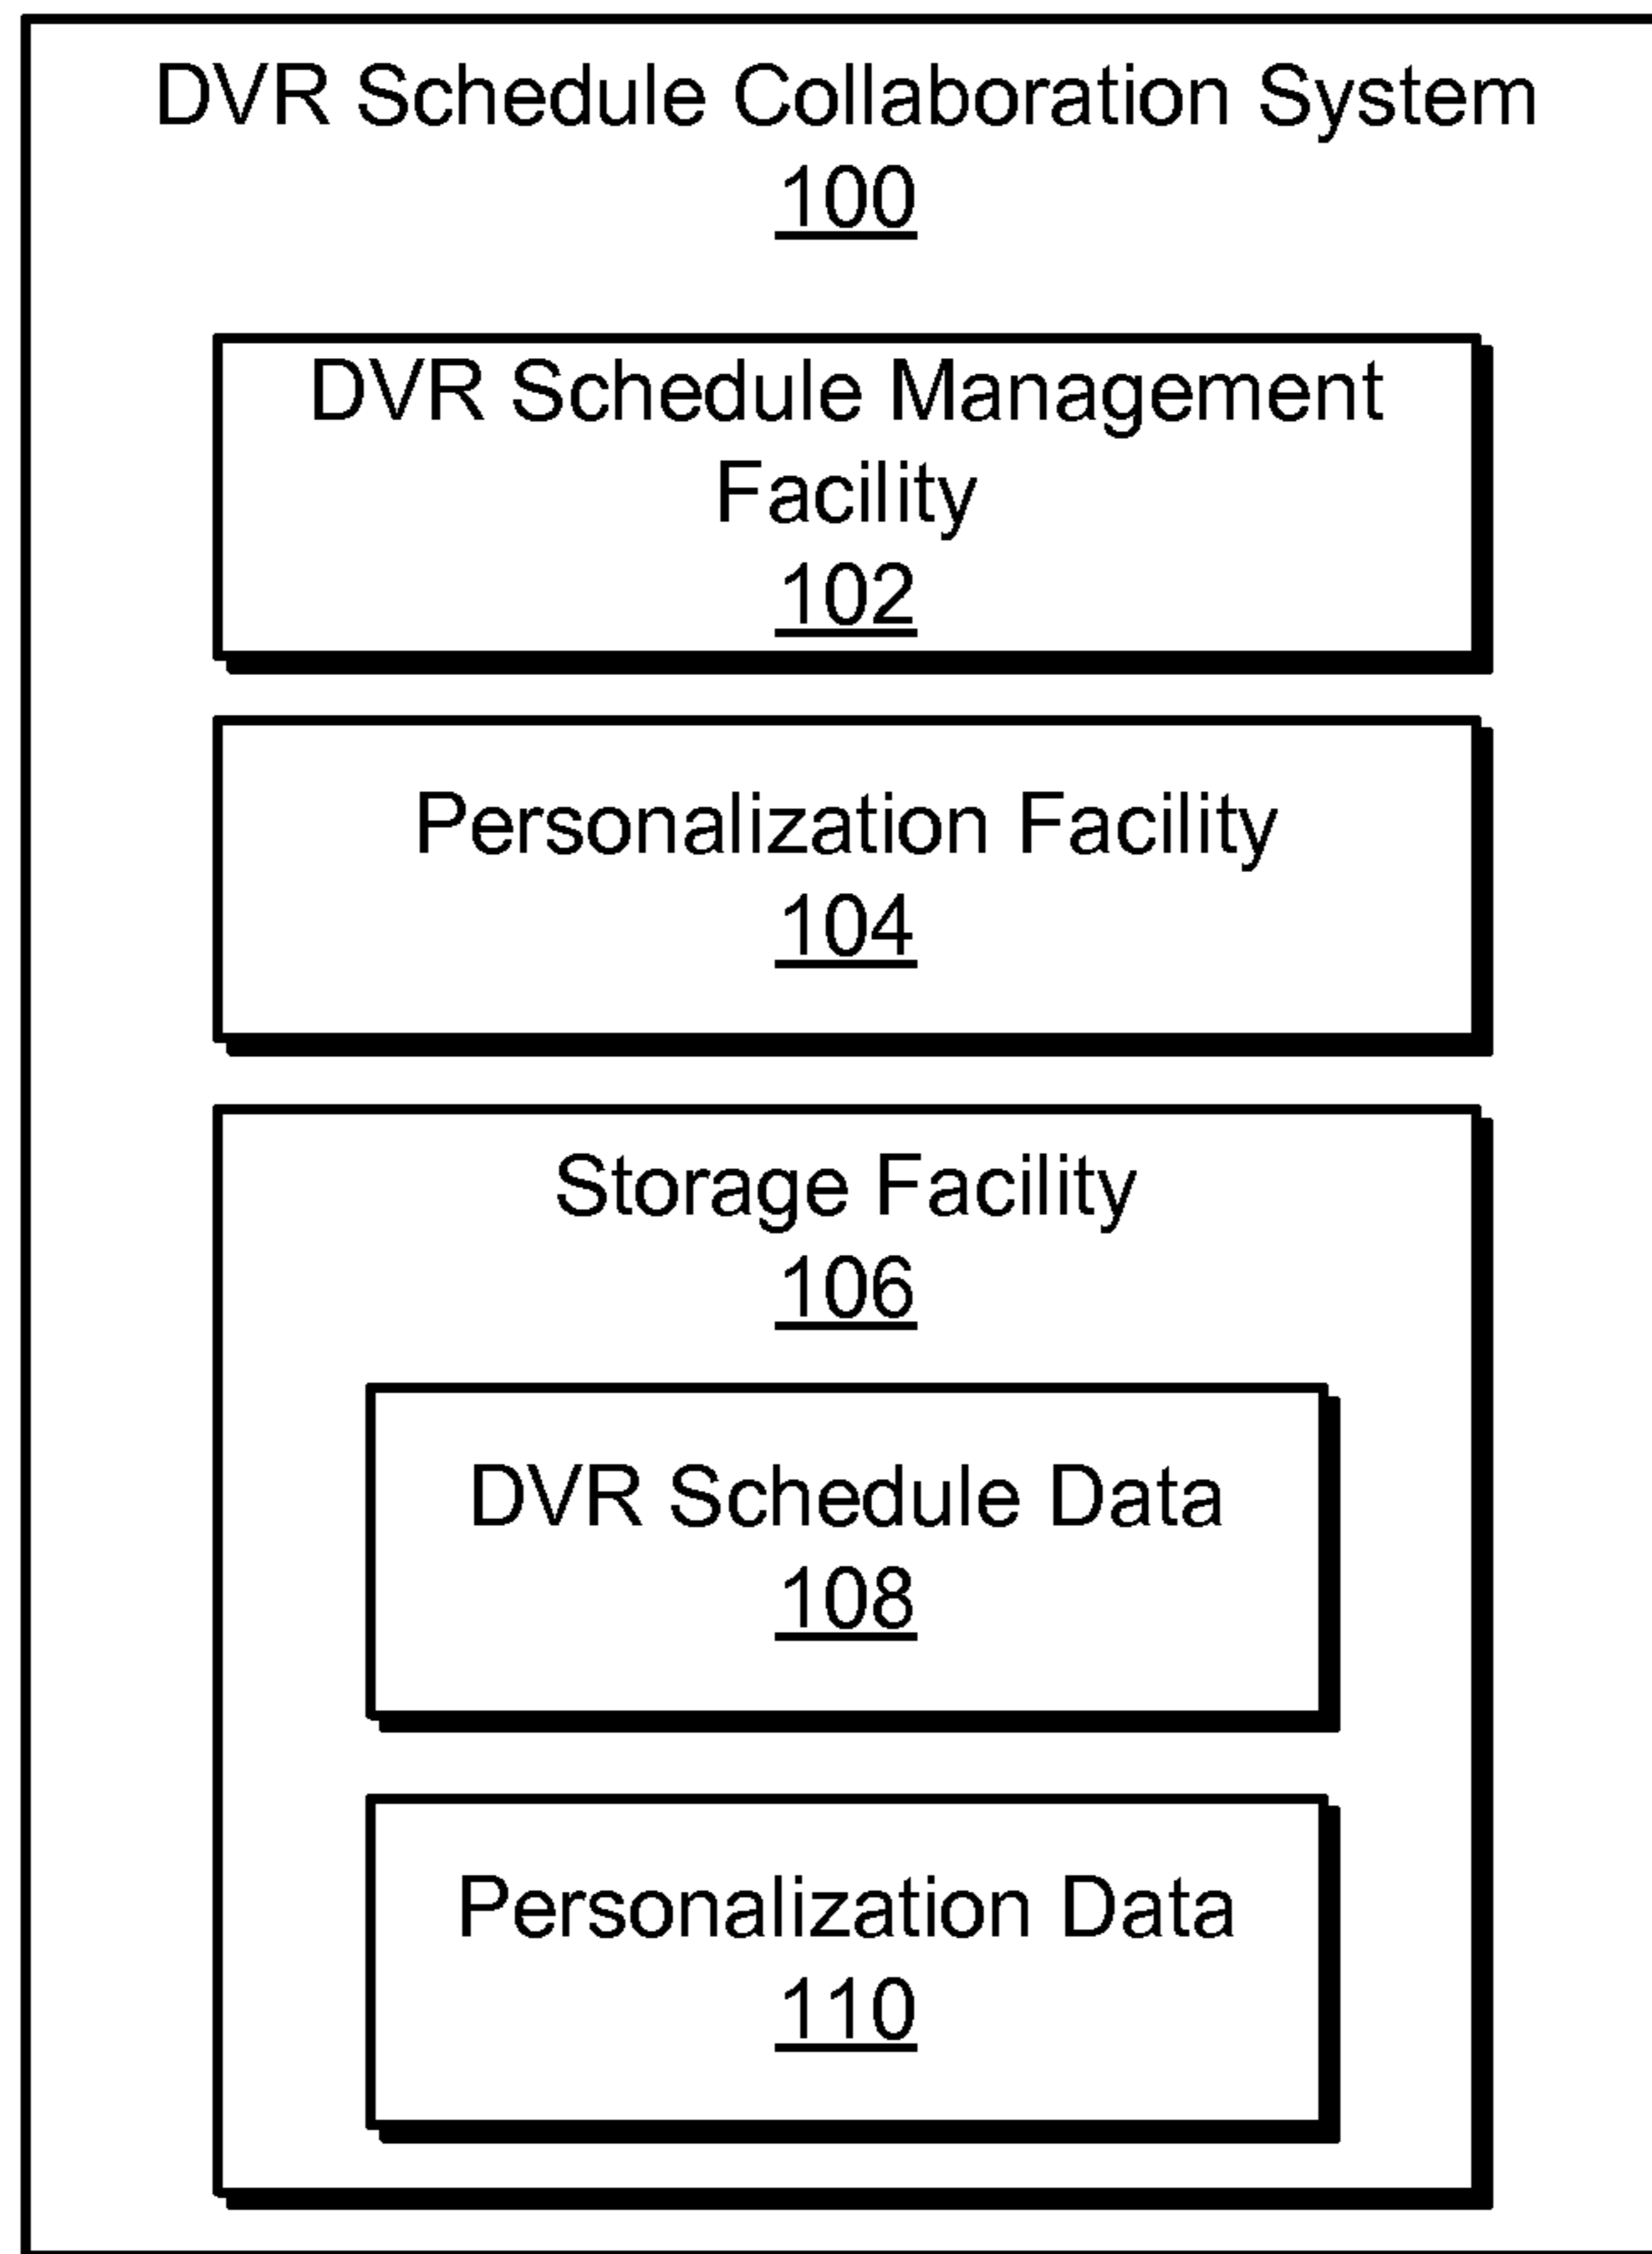 DVR Schedule Collaboration System
100
DVR Schedule Management
Facility
102
Personalization Facility
104
Storage Facility
106
DVR Schedule Data
108
Personalization Data
110